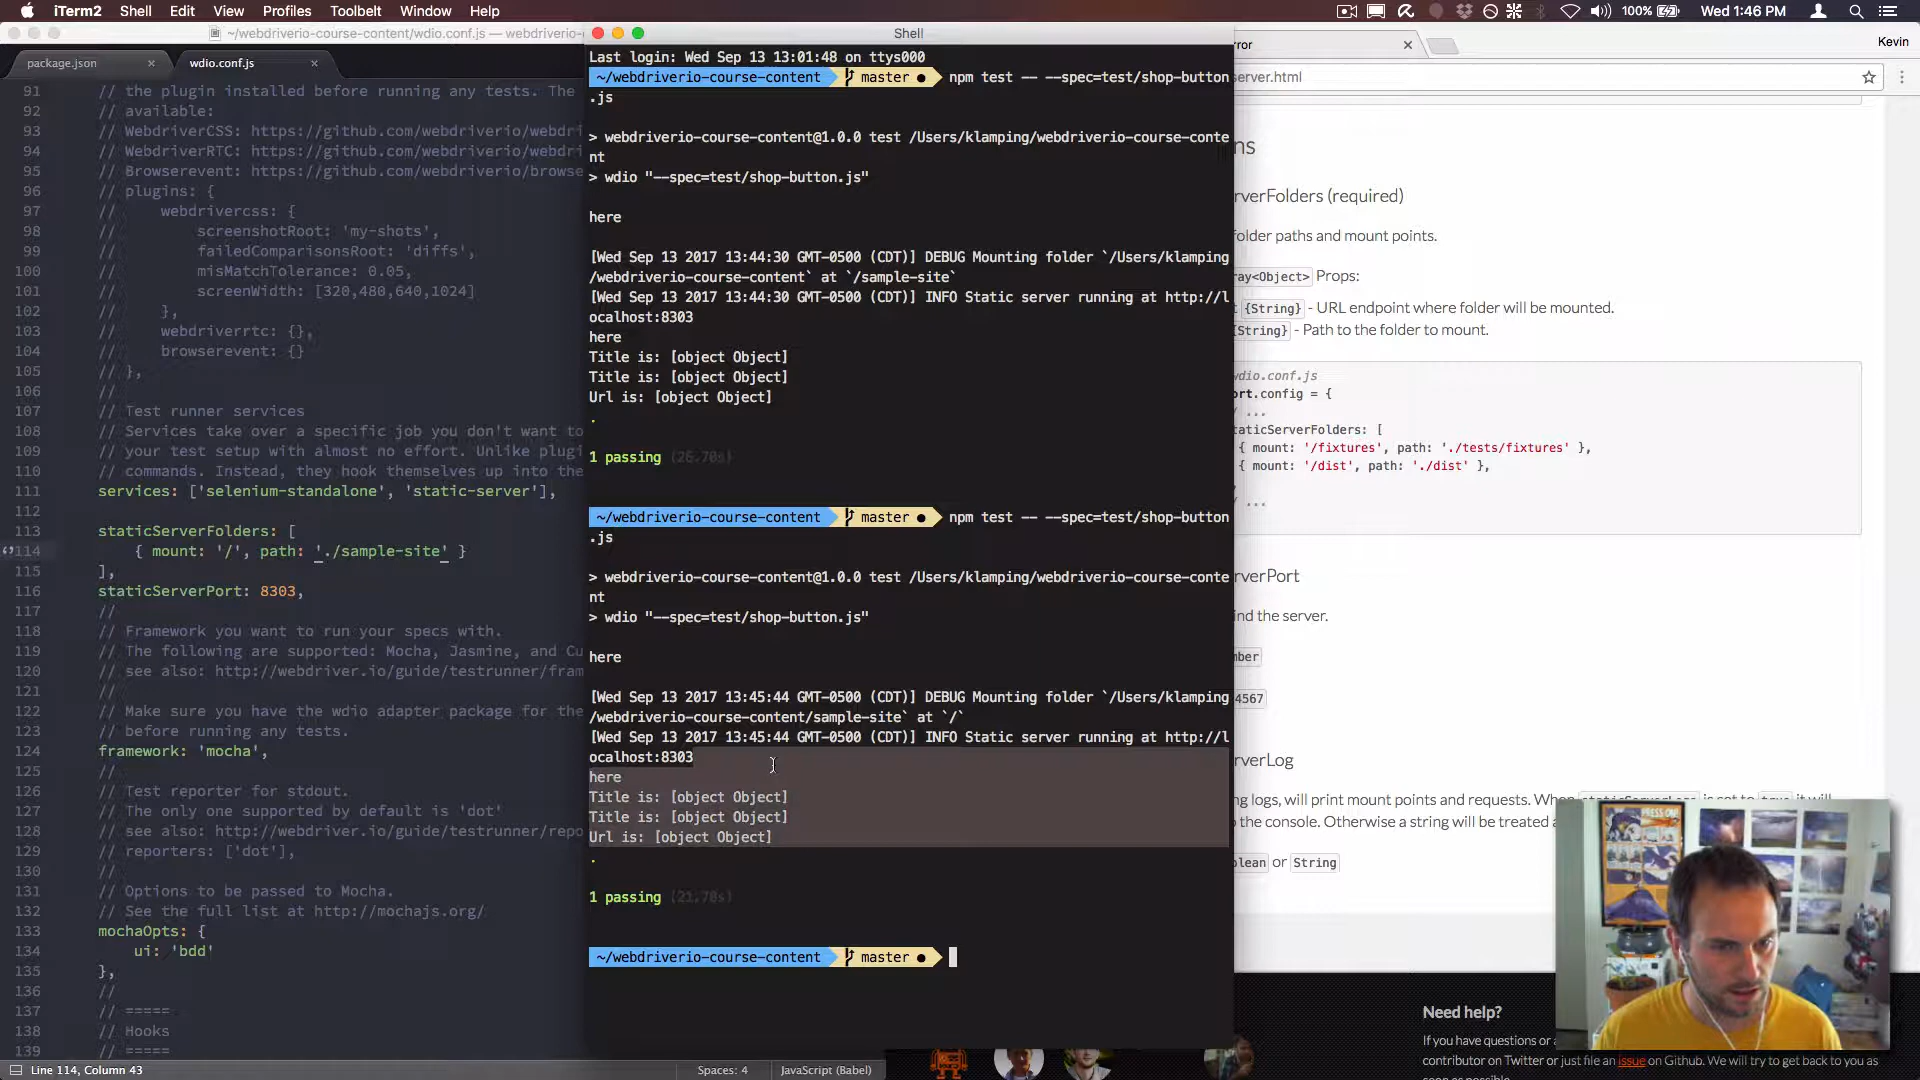 iTerm2 Shell Edit View Profiles Toolbelt Window Help 100% Wed 1:46 PM
~/webdriverio-course-content/wdio.conf.js — webdriverio-
package.json × wdio.conf.js ×
91 // the plugin installed before running any tests. The
92 // available:
93 // WebdriverCSS: https://github.com/webdriverio/webdri
94 // WebdriverRTC: https://github.com/webdriverio/webdri
95 // Browserevent: https://github.com/webdriverio/browse
96 // plugins: {
97 //     webdrivercss: {
98 //         screenshotRoot: 'my-shots',
99 //         failedComparisonsRoot: 'diffs',
100 //         misMatchTolerance: 0.05,
101 //         screenWidth: [320,480,640,1024]
102 //     },
103 //     webdriverrtc: {},
104 //     browserevent: {}
105 // },
106 //
107 // Test runner services
108 // Services take over a specific job you don't want to
109 // your test setup with almost no effort. Unlike plugi
110 // commands. Instead, they hook themselves up into the
111 services: ['selenium-standalone', 'static-server'],
112
113 staticServerFolders: [
114     { mount: '/', path: './sample-site' }
115 ],
116 staticServerPort: 8303,
117 //
118 // Framework you want to run your specs with.
119 // The following are supported: Mocha, Jasmine, and Cu
120 // see also: http://webdriver.io/guide/testrunner/fram
121 //
122 // Make sure you have the wdio adapter package for the
123 // before running any tests.
124 framework: 'mocha',
125 //
126 // Test reporter for stdout.
127 // The only one supported by default is 'dot'
128 // see also: http://webdriver.io/guide/testrunner/repo
129 // reporters: ['dot'],
130 //
131 // Options to be passed to Mocha.
132 // See the full list at http://mochajs.org/
133 mochaOpts: {
134     ui: 'bdd'
135 },
136 //
137 // =====
138 // Hooks
139 // =====
Line 114, Column 43 Spaces: 4 JavaScript (Babel)
Shell
Last login: Wed Sep 13 13:01:48 on ttys000
~/webdriverio-course-content master ● npm test -- --spec=test/shop-button
.js
> webdriverio-course-content@1.0.0 test /Users/klamping/webdriverio-course-conte
nt
> wdio "--spec=test/shop-button.js"
here
[Wed Sep 13 2017 13:44:30 GMT-0500 (CDT)] DEBUG Mounting folder `/Users/klamping
/webdriverio-course-content` at `/sample-site`
[Wed Sep 13 2017 13:44:30 GMT-0500 (CDT)] INFO Static server running at http://l
ocalhost:8303
here
Title is: [object Object]
Title is: [object Object]
Url is: [object Object]
.
1 passing (26.70s)
~/webdriverio-course-content master ● npm test -- --spec=test/shop-button
.js
> webdriverio-course-content@1.0.0 test /Users/klamping/webdriverio-course-conte
nt
> wdio "--spec=test/shop-button.js"
here
[Wed Sep 13 2017 13:45:44 GMT-0500 (CDT)] DEBUG Mounting folder `/Users/klamping
/webdriverio-course-content/sample-site` at `/`
[Wed Sep 13 2017 13:45:44 GMT-0500 (CDT)] INFO Static server running at http://l
ocalhost:8303
here
Title is: [object Object]
Title is: [object Object]
Url is: [object Object]
.
1 passing (21.70s)
~/webdriverio-course-content master ●
rror × Kevin
server.html
ns
rverFolders (required)
folder paths and mount points.
ray<Object> Props:
t {String} - URL endpoint where folder will be mounted.
{String} - Path to the folder to mount.
wdio.conf.js
ort.config = {
/ ...
taticServerFolders: [
{ mount: '/fixtures', path: './tests/fixtures' },
{ mount: '/dist', path: './dist' },
...
rverPort
ind the server.
mber
4567
rverLog
ng logs, will print mount points and requests. When staticServerLogs is set to true it will
o the console. Otherwise a string will be treated a
olean or String
PRESS ON!
Need help?
If you have questions or a
contributor on Twitter or just file an issue on Github. We will try to get back to you as
soon as possible